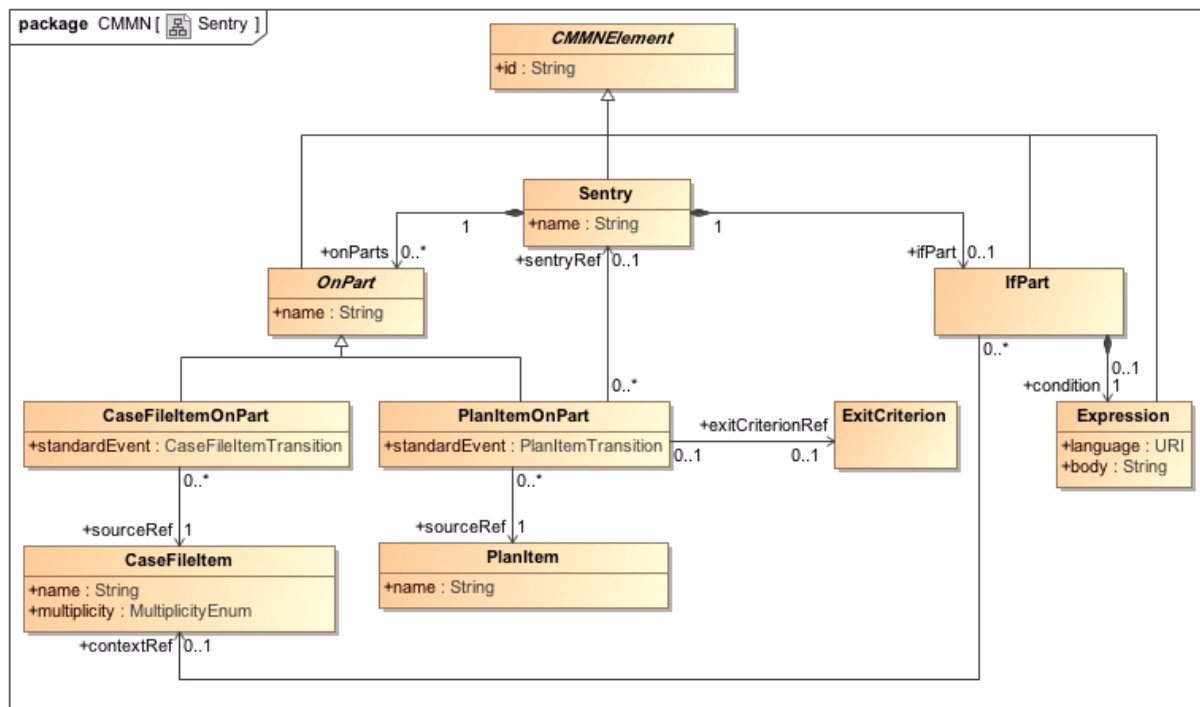 package CMMN [ Sentry ]
CMMNElement
+id : String
Sentry
+name : String
1
1
+onParts 0..*
+sentryRef 0..1
+ifPart 0..1
OnPart
+name : String
IfPart
0..*
0..1
+condition 1
0..*
CaseFileItemOnPart
+standardEvent : CaseFileItemTransition
PlanItemOnPart
+standardEvent : PlanItemTransition
+exitCriterionRef
0..1
0..1
ExitCriterion
Expression
+language : URI
+body : String
0..*
0..*
+sourceRef 1
+sourceRef 1
CaseFileItem
+name : String
+multiplicity : MultiplicityEnum
PlanItem
+name : String
+contextRef 0..1